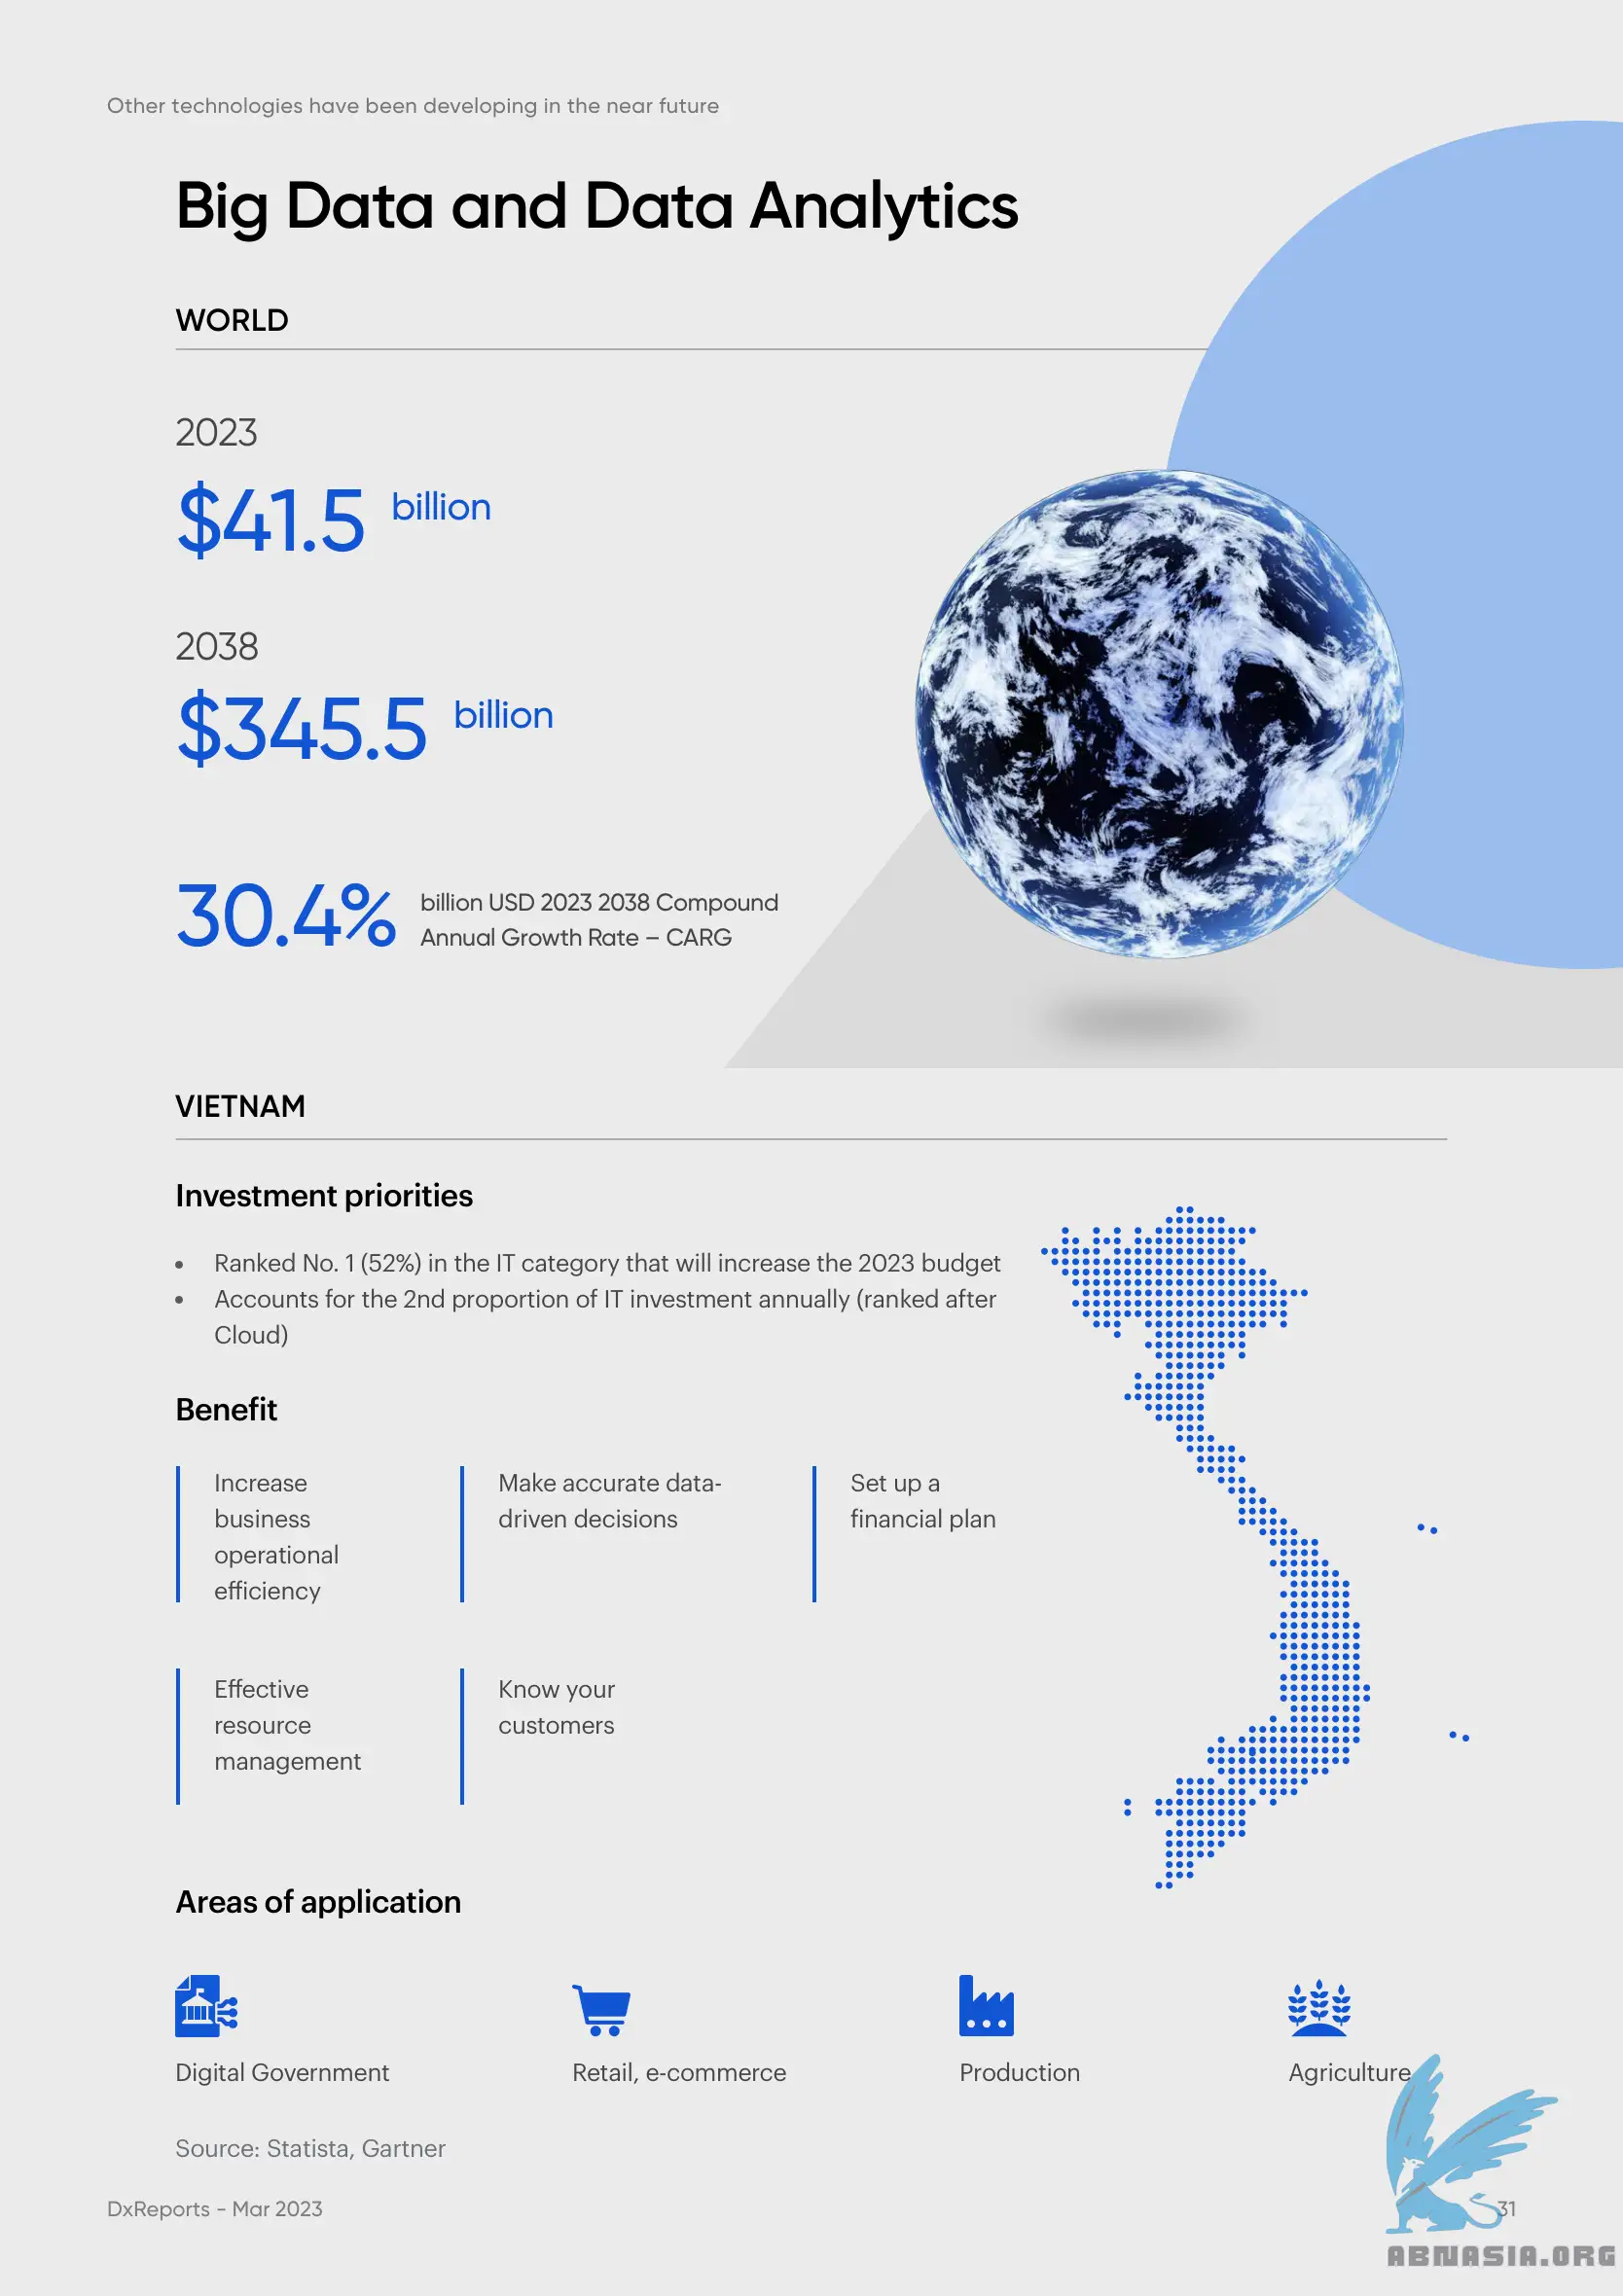 Other technologies have been developing in the near future
Big Data and Data Analytics
WORLD
2023
$41.5 billion
2038
$345.5 billion
30.4%
billion USD 2023 2038 Compound
Annual Growth Rate – CARG
VIETNAM
Investment priorities
• Ranked No. 1 (52%) in the IT category that will increase the 2023 budget
• Accounts for the 2nd proportion of IT investment annually (ranked after
Cloud)
Benefit
Increase
business
operational
efficiency
Make accurate data-
driven decisions
Set up a
financial plan
Effective
resource
management
Know your
customers
Areas of application
Digital Government
Retail, e-commerce
Production
Agriculture
Source: Statista, Gartner
DxReports - Mar 2023
31
ABNASIA.ORG